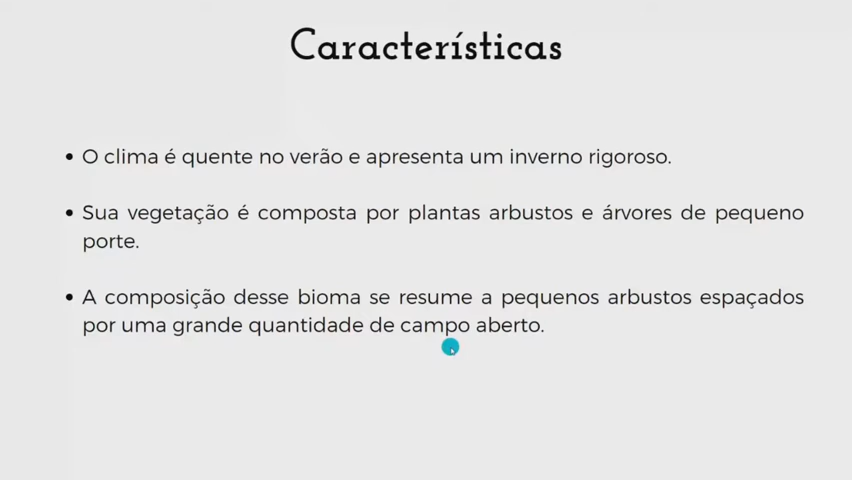 Características
• O clima é quente no verão e apresenta um inverno rigoroso.
• Sua vegetação é composta por plantas arbustos e árvores de pequeno
porte.
• A composição desse bioma se resume a pequenos arbustos espaçados
por uma grande quantidade de campo aberto.